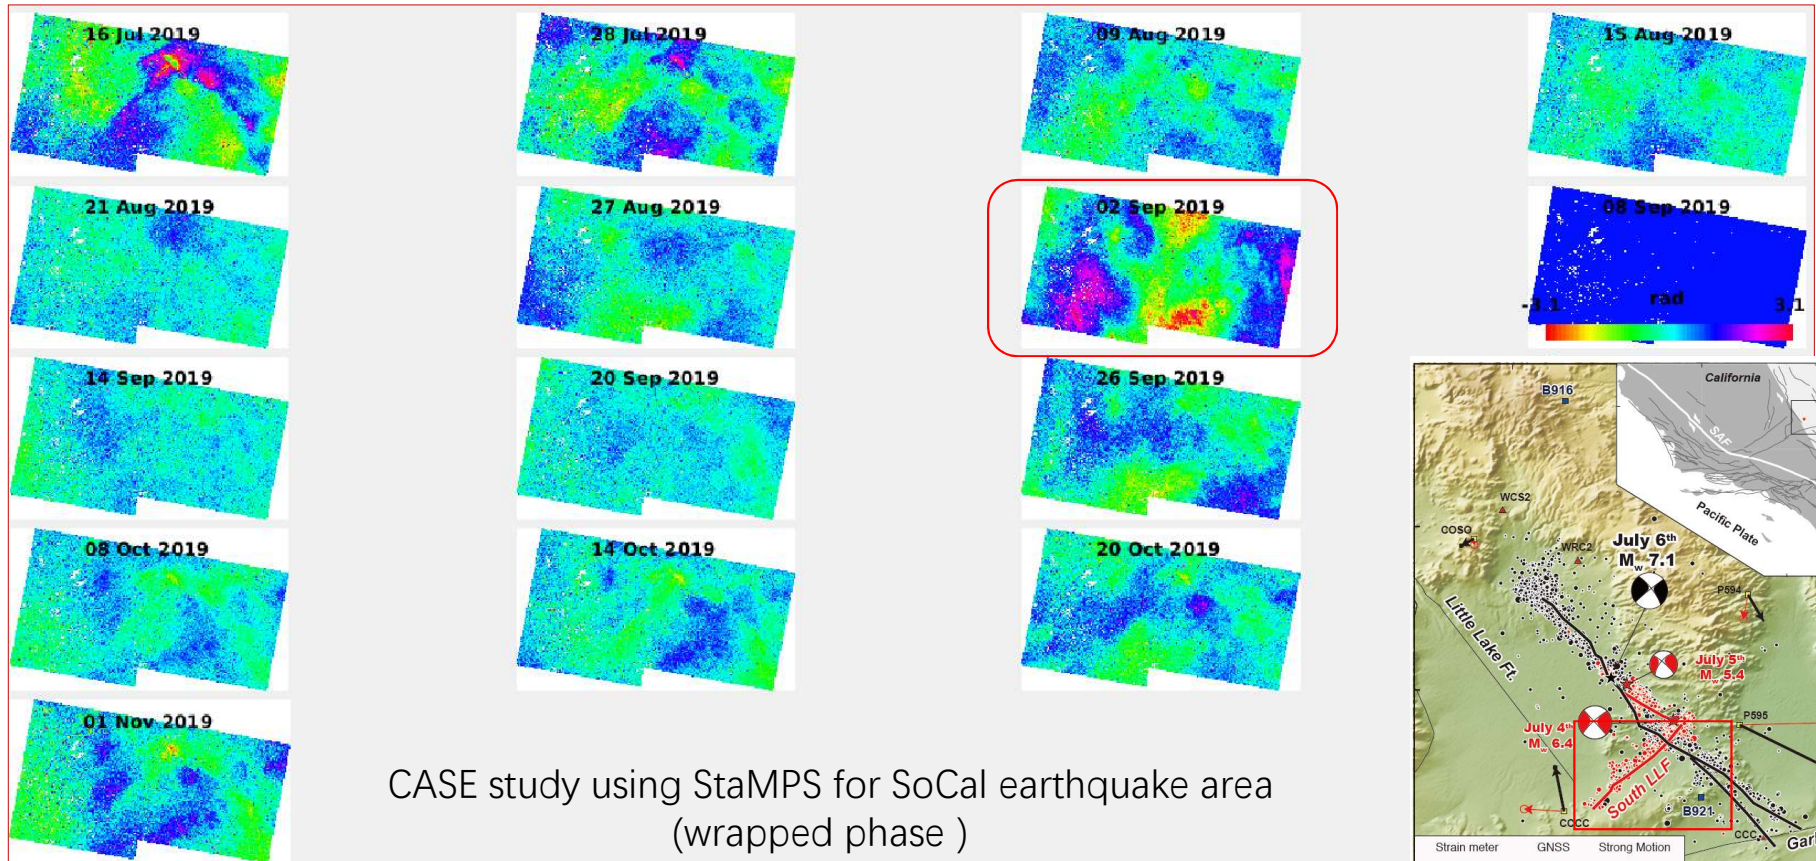 16 Jul 2019
28 Jul 2019
09 Aug 2019
15 Aug 2019
21 Aug 2019
27 Aug 2019
02 Sep 2019
08 Sep 2019
-3.1 rad 3.1
14 Sep 2019
20 Sep 2019
26 Sep 2019
08 Oct 2019
14 Oct 2019
20 Oct 2019
01 Nov 2019
CASE study using StaMPS for SoCal earthquake area
(wrapped phase )
California
SAF
Pacific Plate
B916
WCS2
COSO
WRC2
July 6th
Mw 7.1
P594
Little Lake Ft.
July 5th
Mw 5.4
July 4th
Mw 6.4
P595
South LLF
B921
CCCC
CCC
Garl
Strain meter GNSS Strong Motion